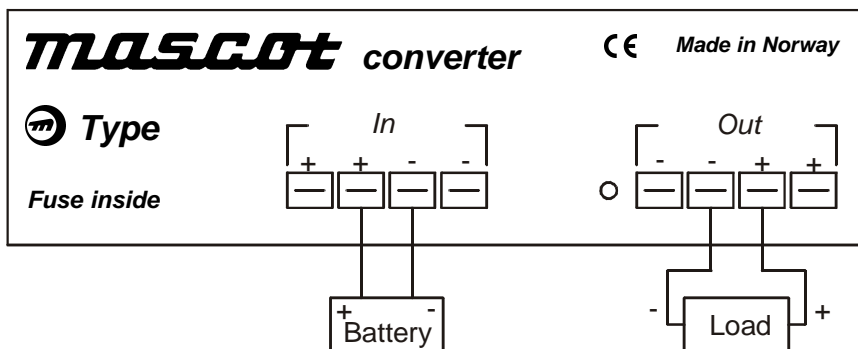 mascot converter CE Made in Norway
m Type In Out
+ + - - - - + +
Fuse inside
+ - - +
Battery Load